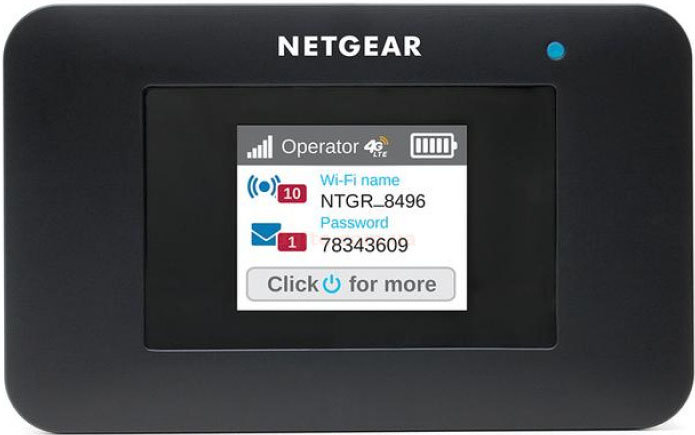 NETGEAR
Operator 4G LTE
10
Wi-Fi name
NTGR_8496
Password
1
78343609
Click for more